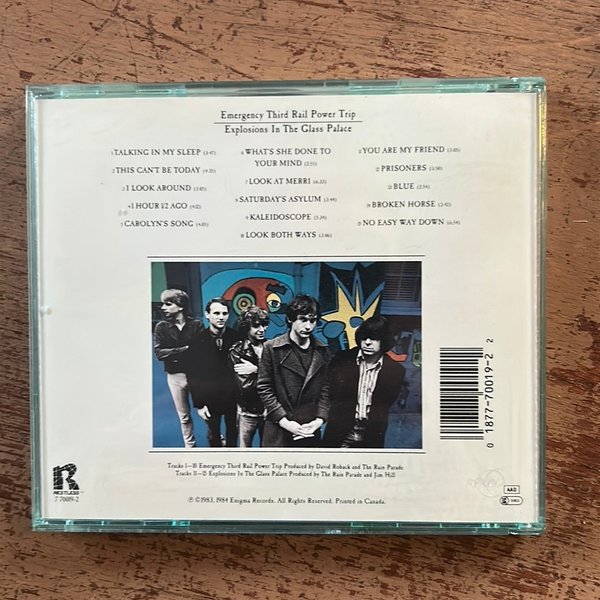 Emergency Third Rail Power Trip
Explosions In The Glass Palace
1 TALKING IN MY SLEEP (3:47)
2 THIS CAN'T BE TODAY (4:35)
3 I LOOK AROUND (3:05)
4 1 HOUR 1/2 AGO (4:02)
5 CAROLYN'S SONG (4:05)
6 WHAT'S SHE DONE TO
YOUR MIND (2:55)
7 LOOK AT MERRI (6:33)
8 SATURDAY'S ASYLUM (3:44)
9 KALEIDOSCOPE (3:34)
10 LOOK BOTH WAYS (3:06)
11 YOU ARE MY FRIEND (3:05)
12 PRISONERS (3:50)
13 BLUE (2:54)
14 BROKEN HORSE (2:42)
15 NO EASY WAY DOWN (6:54)
0 1877-70019-2 2
Tracks 1—10 Emergency Third Rail Power Trip Produced by David Roback and The Rain Parade
Tracks 11—15 Explosions In The Glass Palace Produced by The Rain Parade and Jim Hill
R
RESTLESS™
7 70019-2
℗©1983, 1984 Enigma Records. All Rights Reserved. Printed in Canada.
AAD